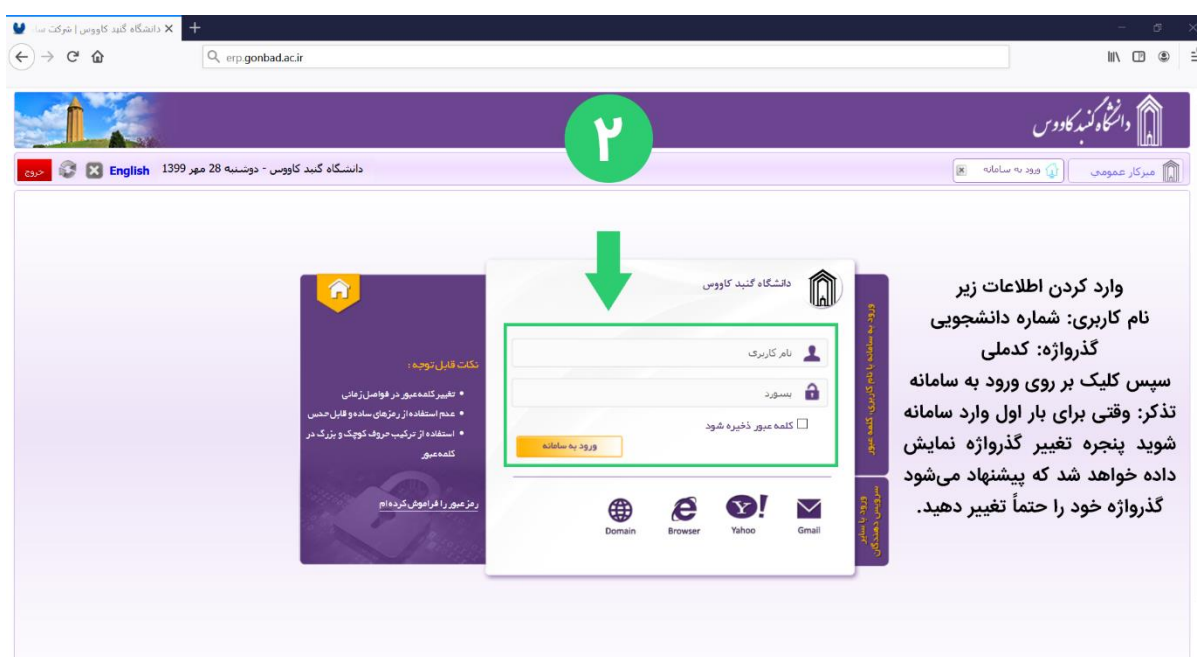 دانشگاه گنبد کاووس | شرکت سا
erp.gonbad.ac.ir
دانشگاه گنبد کاووس
۲
میزکار عمومی
ورود به سامانه
دانشگاه گنبد کاووس - دوشنبه 28 مهر 1399
English
خروج
وارد کردن اطلاعات زیر
نام کاربری: شماره دانشجویی
گذرواژه: کدملی
سپس کلیک بر روی ورود به سامانه
تذکر: وقتی برای بار اول وارد سامانه
شوید پنجره تغییر گذرواژه نمایش
داده خواهد شد که پیشنهاد می‌شود
گذرواژه خود را حتماً تغییر دهید.
ورود به سامانه با نام کاربری، کلمه عبور
ورود با سایر
سرویس دهندگان
دانشگاه گنبد کاووس
نام کاربری
پسورد
کلمه عبور ذخیره شود
ورود به سامانه
Gmail
Yahoo
Browser
Domain
نکات قابل توجه :
• تغییر کلمه عبور در فواصل زمانی
• عدم استفاده از رمزهای ساده و قابل حدس
• استفاده از ترکیب حروف کوچک و بزرگ در
کلمه عبور
رمز عبور را فراموش کرده ام